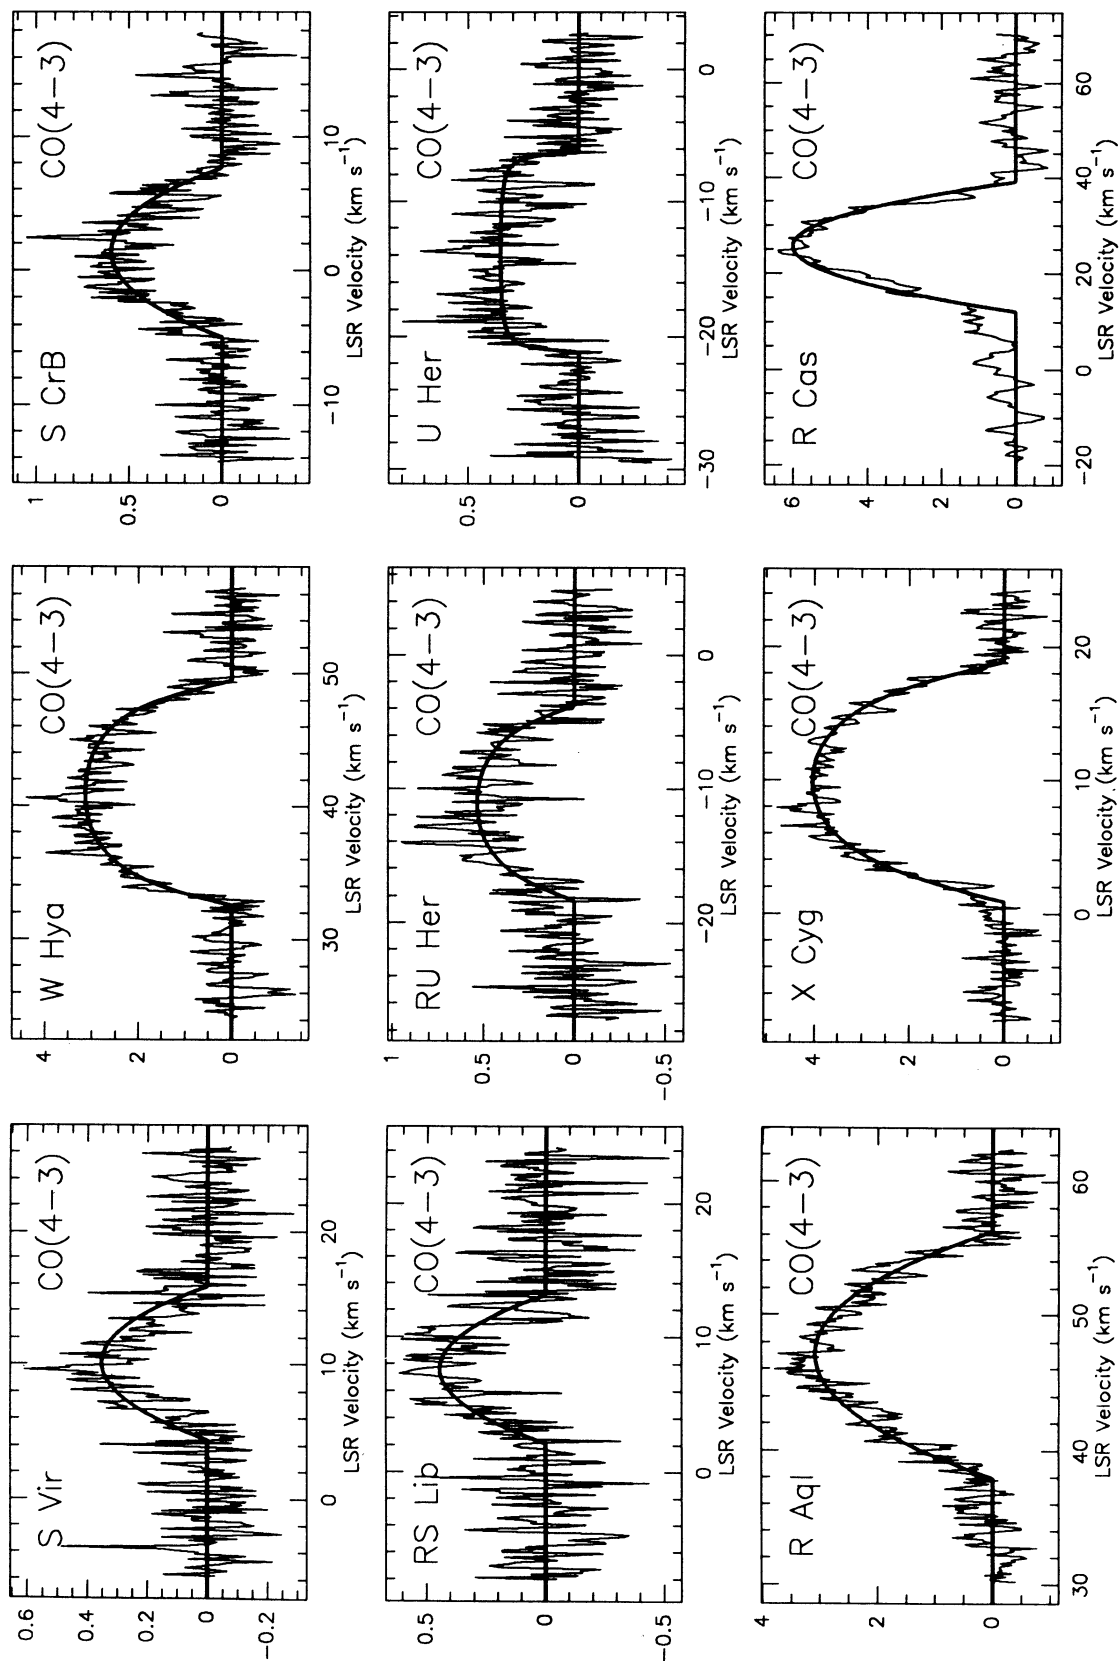 S Vir CO(4−3)
0.6
0.4
0.2
0
−0.2
0 10 20
LSR Velocity (km s⁻¹)
W Hya CO(4−3)
4
2
0
30 40 50
LSR Velocity (km s⁻¹)
S CrB CO(4−3)
1
0.5
0
−10 0 10
LSR Velocity (km s⁻¹)
RS Lib CO(4−3)
0.5
0
−0.5
0 10 20
LSR Velocity (km s⁻¹)
RU Her CO(4−3)
1
0.5
0
−0.5
−20 −10 0
LSR Velocity (km s⁻¹)
U Her CO(4−3)
1
0.5
0
−30 −20 −10 0
LSR Velocity (km s⁻¹)
R Aql CO(4−3)
4
2
0
30 40 50 60
LSR Velocity (km s⁻¹)
X Cyg CO(4−3)
4
2
0
0 10 20
LSR Velocity (km s⁻¹)
R Cas CO(4−3)
6
4
2
0
−20 0 20 40 60
LSR Velocity (km s⁻¹)